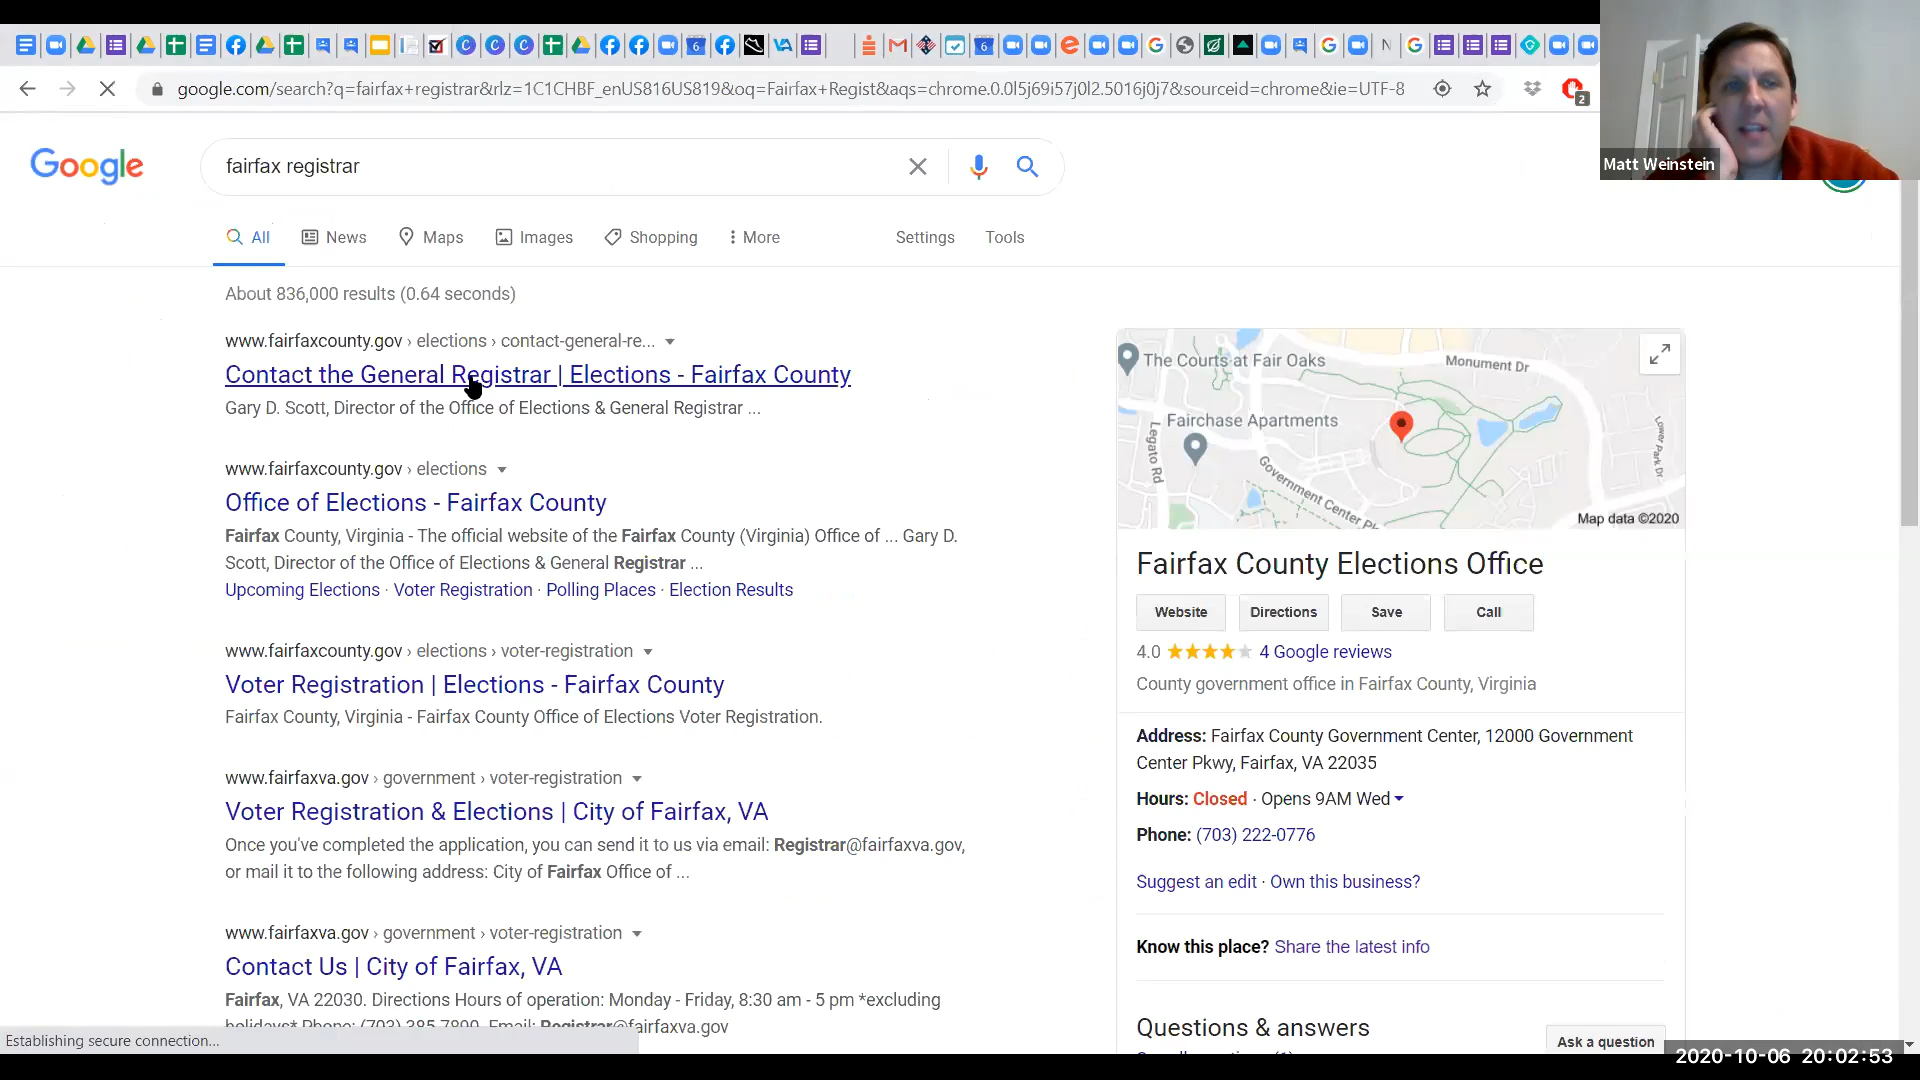 google.com/search?q=fairfax+registrar&rlz=1C1CHBF_enUS816US819&oq=Fairfax+Regist&aqs=chrome.0.0l5j69i57j0l2.5016j0j7&sourceid=chrome&ie=UTF-8
2
Matt Weinstein
Google
fairfax registrar
All
News
Maps
Images
Shopping
More
Settings
Tools
About 836,000 results (0.64 seconds)
www.fairfaxcounty.gov › elections › contact-general-re...
Contact the General Registrar | Elections - Fairfax County
Gary D. Scott, Director of the Office of Elections & General Registrar ...
www.fairfaxcounty.gov › elections
Office of Elections - Fairfax County
Fairfax County, Virginia - The official website of the Fairfax County (Virginia) Office of ... Gary D.
Scott, Director of the Office of Elections & General Registrar ...
Upcoming Elections · Voter Registration · Polling Places · Election Results
www.fairfaxcounty.gov › elections › voter-registration
Voter Registration | Elections - Fairfax County
Fairfax County, Virginia - Fairfax County Office of Elections Voter Registration.
www.fairfaxva.gov › government › voter-registration
Voter Registration & Elections | City of Fairfax, VA
Once you've completed the application, you can send it to us via email: Registrar@fairfaxva.gov,
or mail it to the following address: City of Fairfax Office of ...
www.fairfaxva.gov › government › voter-registration
Contact Us | City of Fairfax, VA
Fairfax, VA 22030. Directions Hours of operation: Monday - Friday, 8:30 am - 5 pm *excluding
holidays* Phone: (703) 385-7890. Email: Registrar@fairfaxva.gov
Establishing secure connection...
The Courts at Fair Oaks
Monument Dr
Fairchase Apartments
Legato Rd
Government Center Pk
Lower Park Dr
Map data ©2020
Fairfax County Elections Office
Website
Directions
Save
Call
4.0
4 Google reviews
County government office in Fairfax County, Virginia
Address: Fairfax County Government Center, 12000 Government
Center Pkwy, Fairfax, VA 22035
Hours: Closed · Opens 9AM Wed
Phone: (703) 222-0776
Suggest an edit · Own this business?
Know this place? Share the latest info
Questions & answers
Ask a question
2020-10-06 20:02:53